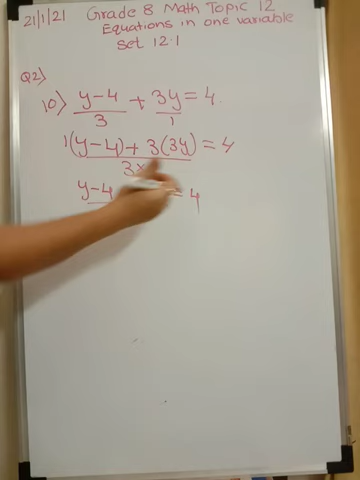 21/1/21 Grade 8 Math Topic 12
Equations in one variable
Set 12.1
Q2)
10) y-4/3 + 3y/1 = 4.
1(y-4) + 3(3y)/3x = 4
y-4 = 4